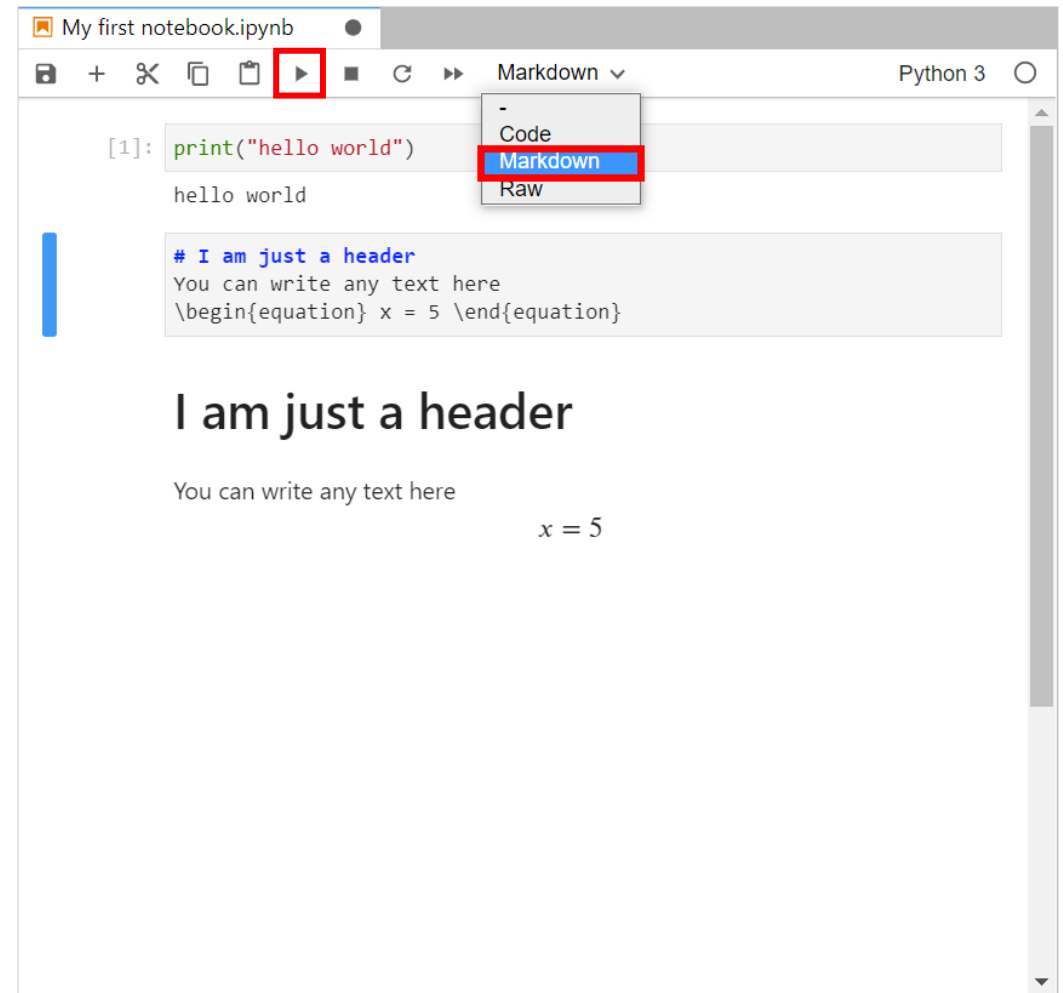 My first notebook.ipynb
Markdown
Python 3
-
Code
Markdown
Raw
[1]: print("hello world")
hello world
# I am just a header
You can write any text here
\begin{equation} x = 5 \end{equation}
I am just a header
You can write any text here
x = 5